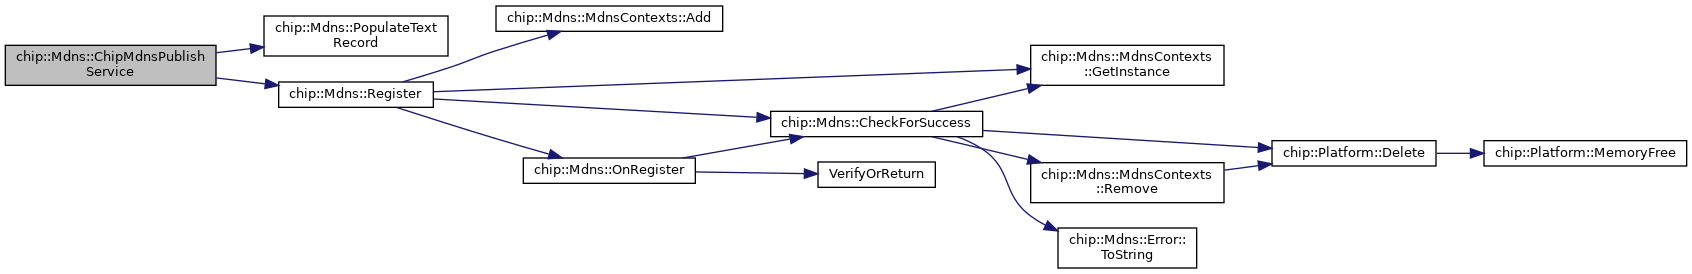 chip::Mdns::ChipMdnsPublish
Service
chip::Mdns::PopulateText
Record
chip::Mdns::Register
chip::Mdns::MdnsContexts::Add
chip::Mdns::OnRegister
chip::Mdns::CheckForSuccess
VerifyOrReturn
chip::Mdns::MdnsContexts
::GetInstance
chip::Mdns::MdnsContexts
::Remove
chip::Mdns::Error::
ToString
chip::Platform::Delete
chip::Platform::MemoryFree